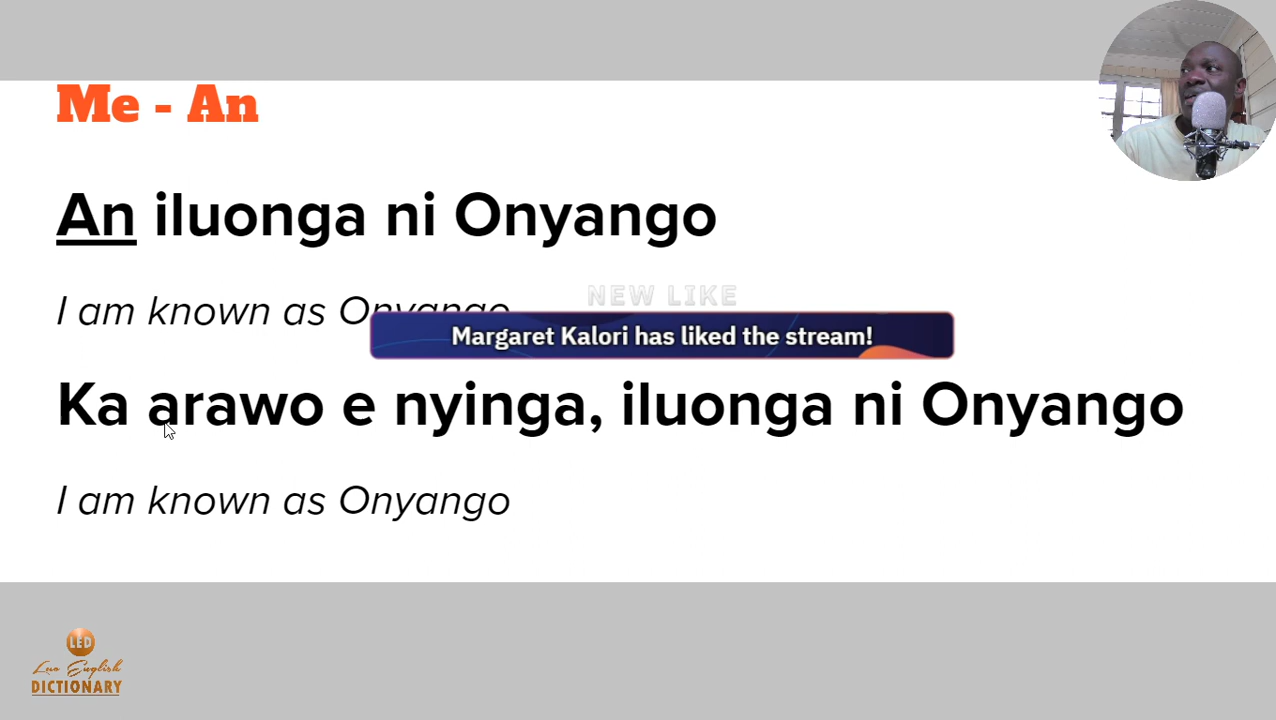 Me - An
An iluonga ni Onyango
I am known as Onyango
NEW LIKE
Margaret Kalori has liked the stream!
Ka arawo e nyinga, iluonga ni Onyango
I am known as Onyango
LED
Luo English
DICTIONARY